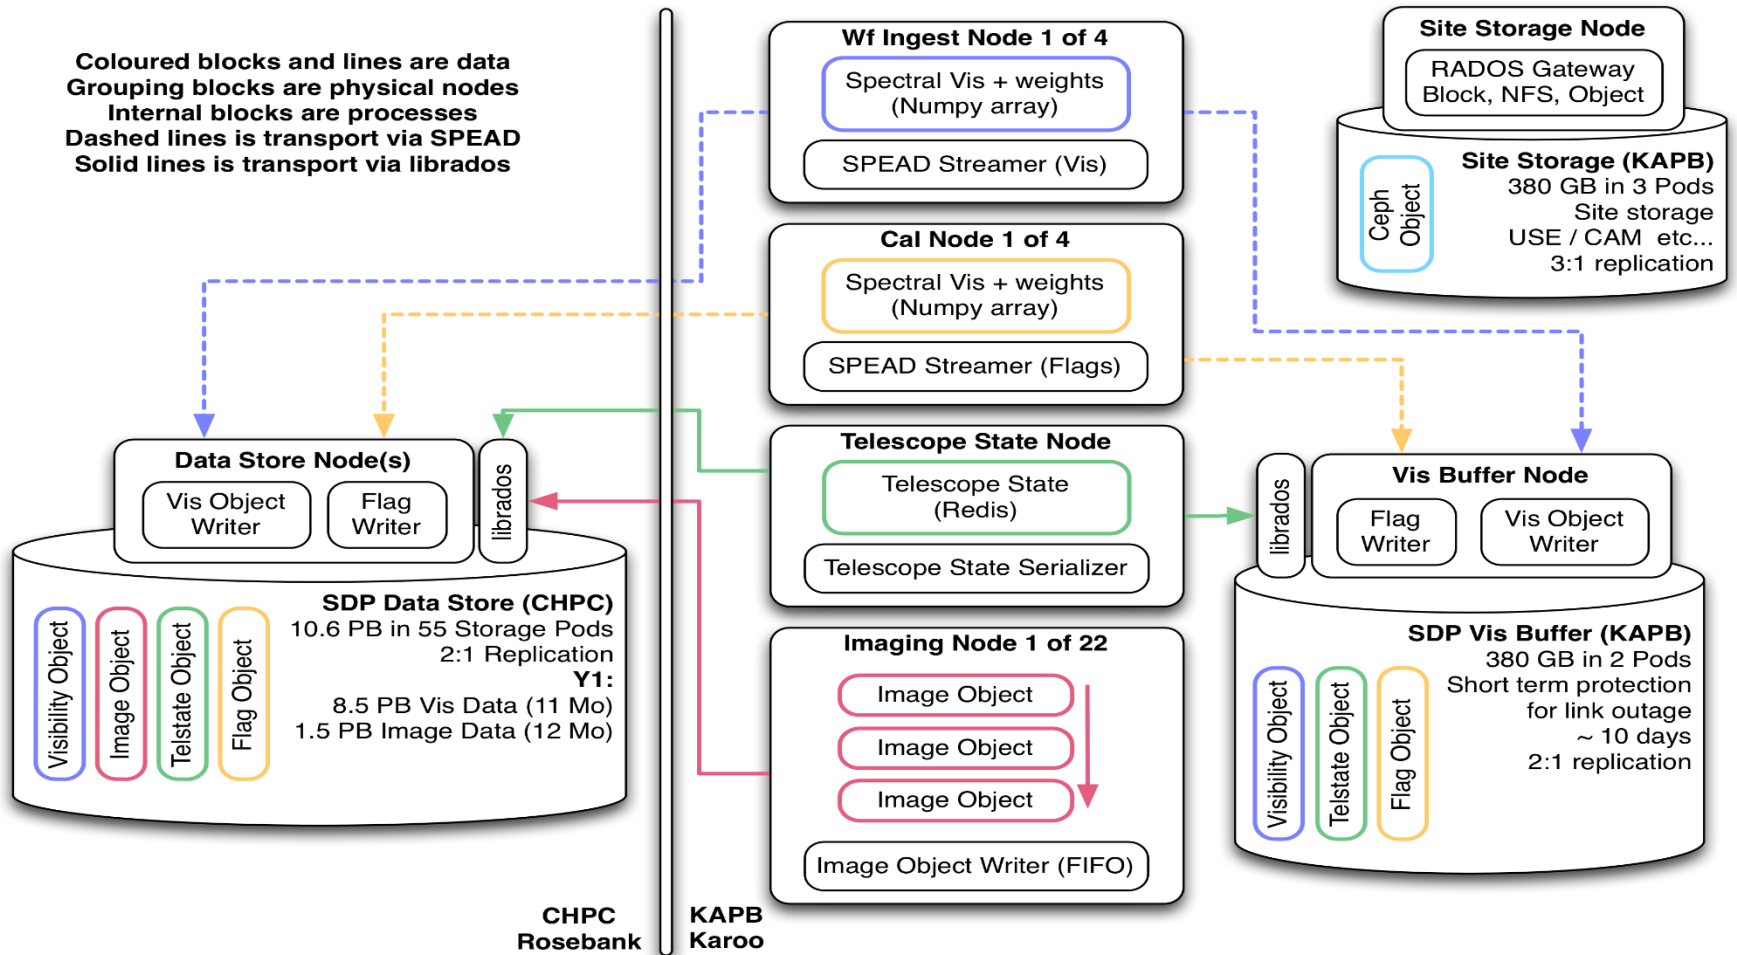 Coloured blocks and lines are data
Grouping blocks are physical nodes
Internal blocks are processes
Dashed lines is transport via SPEAD
Solid lines is transport via librados
Wf Ingest Node 1 of 4
Spectral Vis + weights
(Numpy array)
SPEAD Streamer (Vis)
Site Storage Node
RADOS Gateway
Block, NFS, Object
Site Storage (KAPB)
380 GB in 3 Pods
Site storage
USE / CAM etc...
3:1 replication
Ceph
Object
Cal Node 1 of 4
Spectral Vis + weights
(Numpy array)
SPEAD Streamer (Flags)
Data Store Node(s)
Vis Object
Writer
Flag
Writer
librados
SDP Data Store (CHPC)
10.6 PB in 55 Storage Pods
2:1 Replication
Y1:
8.5 PB Vis Data (11 Mo)
1.5 PB Image Data (12 Mo)
Visibility Object
Image Object
Telstate Object
Flag Object
Telescope State Node
Telescope State
(Redis)
Telescope State Serializer
Imaging Node 1 of 22
Image Object
Image Object
Image Object
Image Object Writer (FIFO)
librados
Vis Buffer Node
Flag
Writer
Vis Object
Writer
SDP Vis Buffer (KAPB)
380 GB in 2 Pods
Short term protection
for link outage
~ 10 days
2:1 replication
Visibility Object
Telstate Object
Flag Object
CHPC
Rosebank
KAPB
Karoo